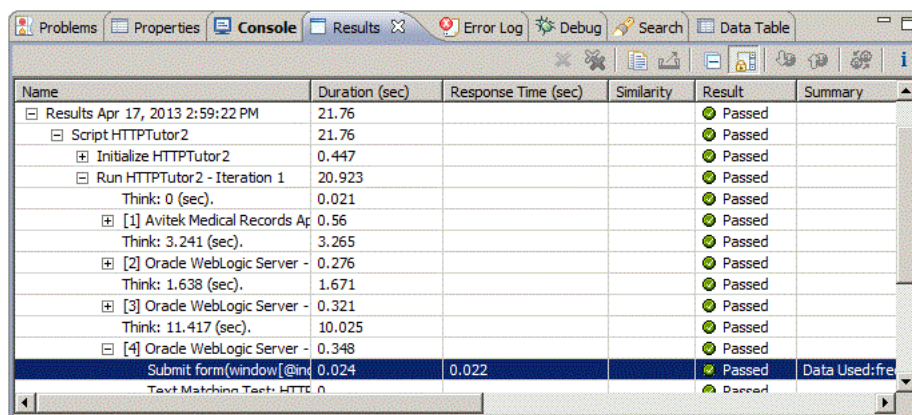 Problems Properties Console Results Error Log Debug Search Data Table
Name Duration (sec) Response Time (sec) Similarity Result Summary
Results Apr 17, 2013 2:59:22 PM 21.76 Passed
Script HTTPTutor2 21.76 Passed
Initialize HTTPTutor2 0.447 Passed
Run HTTPTutor2 - Iteration 1 20.923 Passed
Think: 0 (sec). 0.021 Passed
[1] Avitek Medical Records Ap 0.56 Passed
Think: 3.241 (sec). 3.265 Passed
[2] Oracle WebLogic Server - 0.276 Passed
Think: 1.638 (sec). 1.671 Passed
[3] Oracle WebLogic Server - 0.321 Passed
Think: 11.417 (sec). 10.025 Passed
[4] Oracle WebLogic Server - 0.348 Passed
Submit form(window[@ind 0.024 0.022 Passed Data Used:fre
Text Matching Test: HTTP 0 Passed